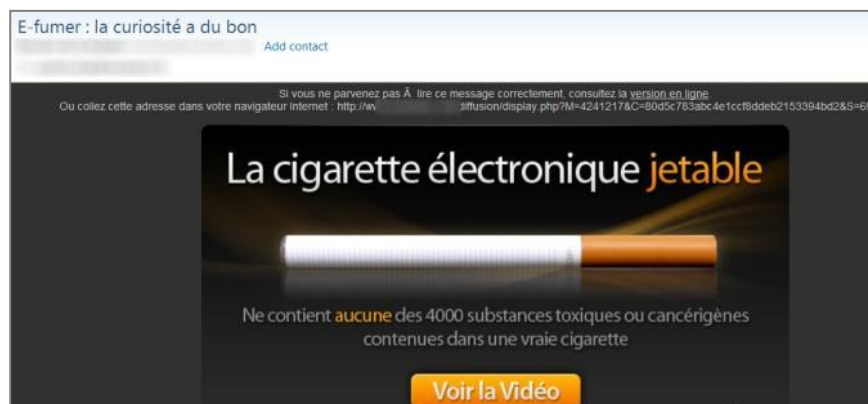 E-fumer : la curiosité a du bon
Add contact
Si vous ne parvenez pas Ã lire ce message correctement, consultez la version en ligne.
Ou collez cette adresse dans votre navigateur Internet : http://w diffusion/display.php?M=4241217&C=80d5c783abc4e1ccf8ddeb2153394bd2&S=6
La cigarette électronique jetable
Ne contient aucune des 4000 substances toxiques ou cancérigènes
contenues dans une vraie cigarette
Voir la Vidéo